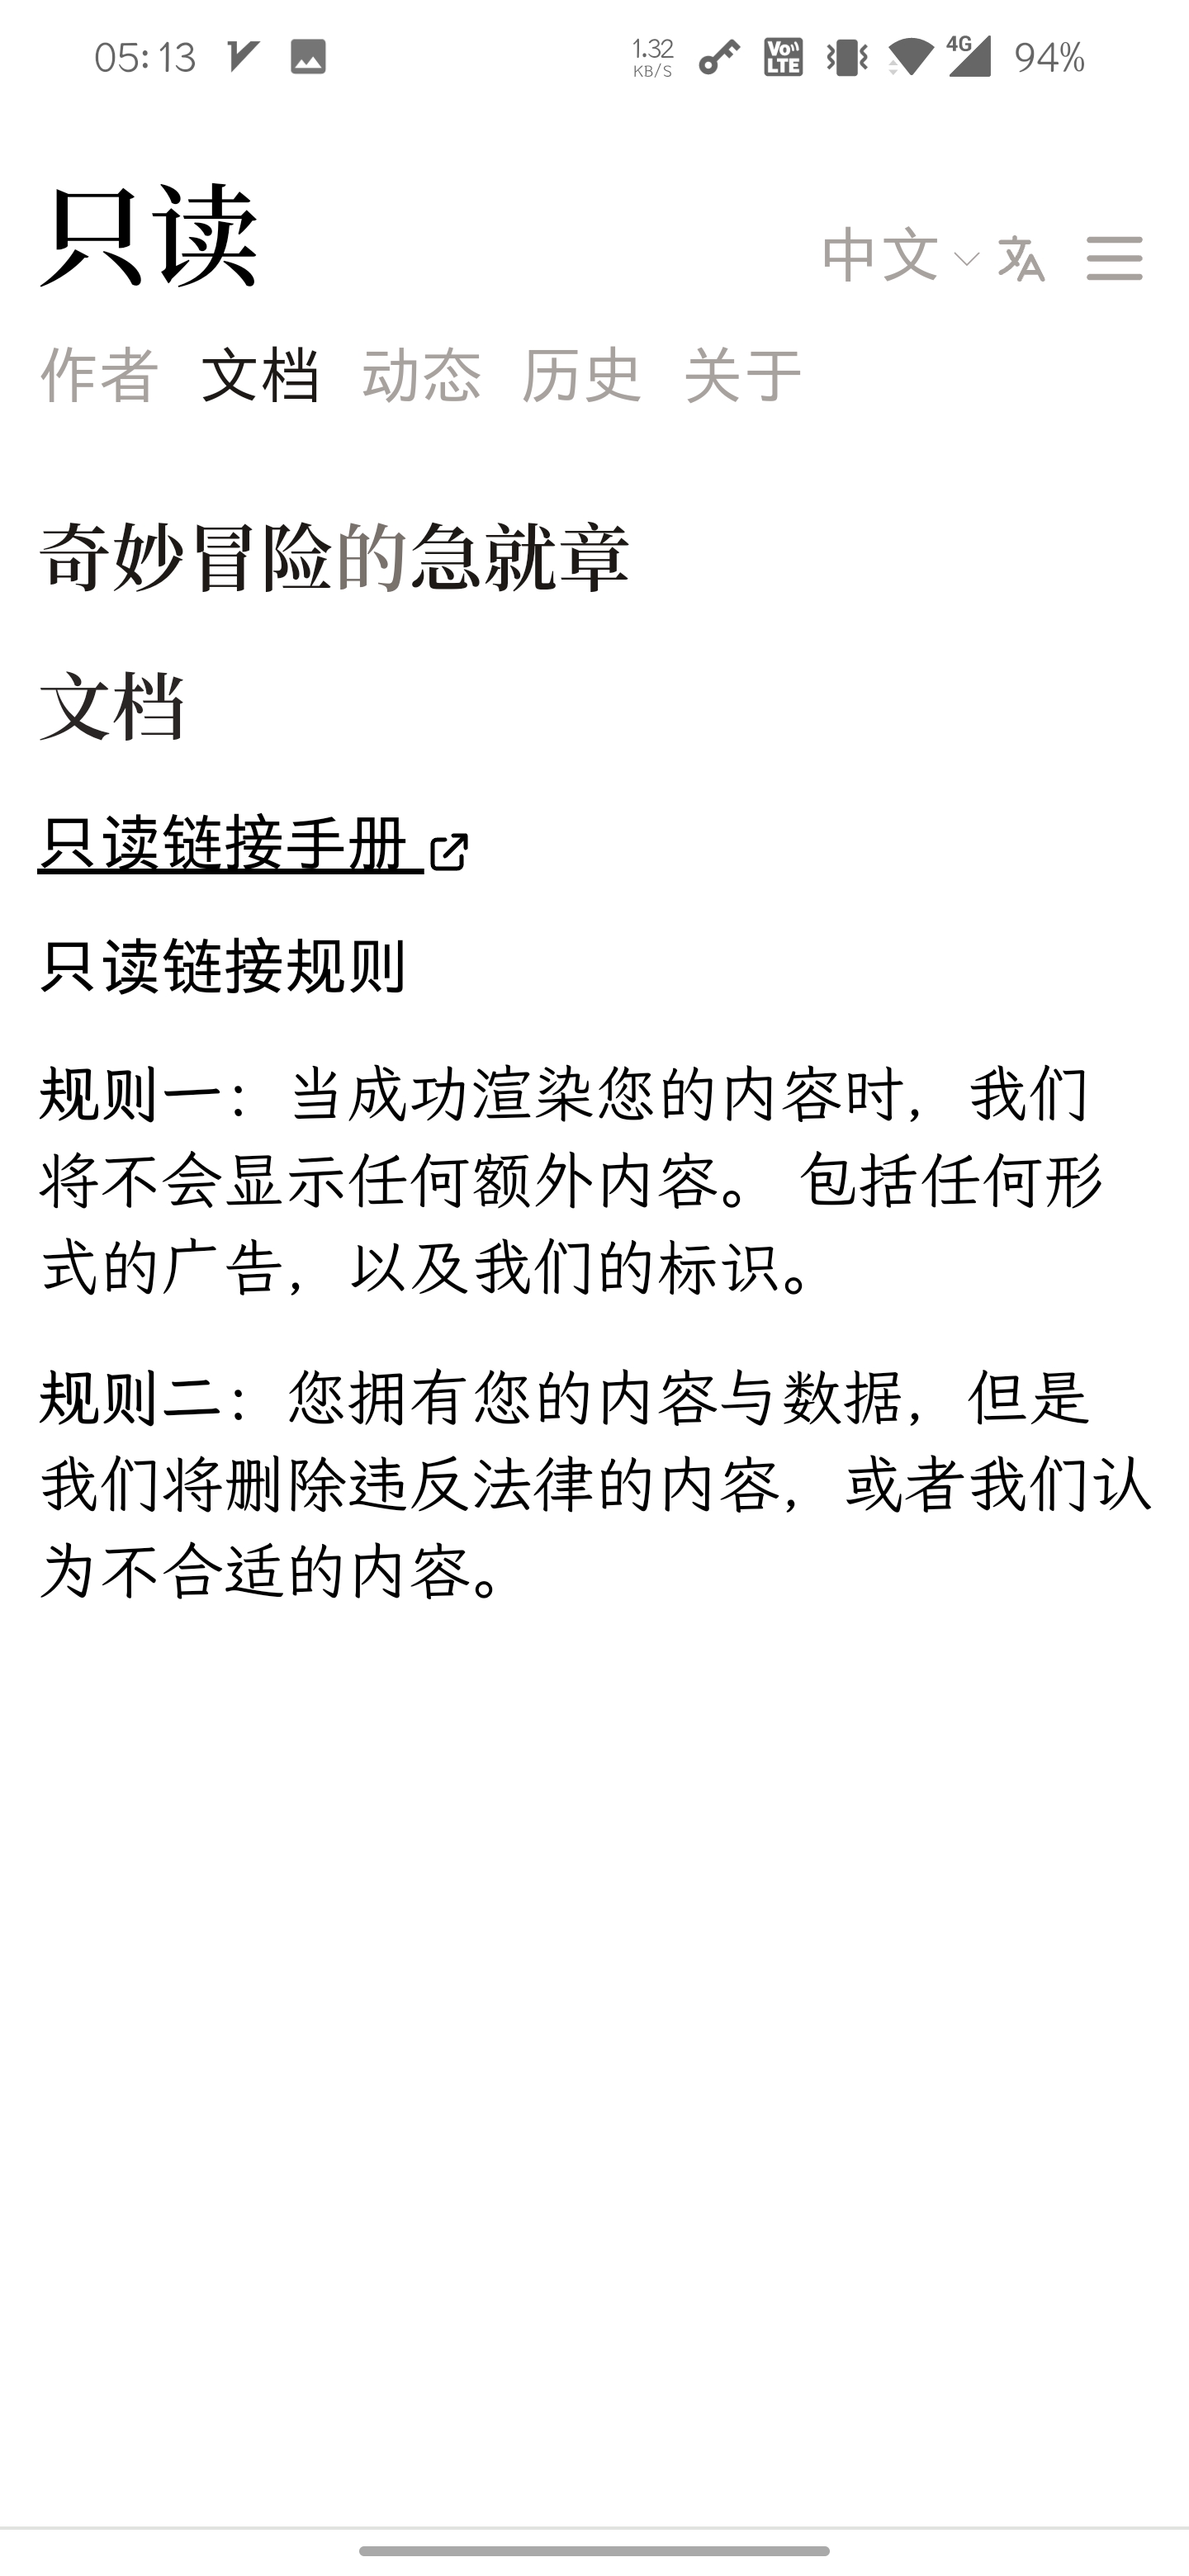 05:13 1.32 KB/S VoLTE 4G 94%
只读
中文
作者 文档 动态 历史 关于
奇妙冒险的急就章
文档
只读链接手册
只读链接规则
规则一：当成功渲染您的内容时，我们
将不会显示任何额外内容。 包括任何形
式的广告，以及我们的标识。
规则二：您拥有您的内容与数据，但是
我们将删除违反法律的内容，或者我们认
为不合适的内容。